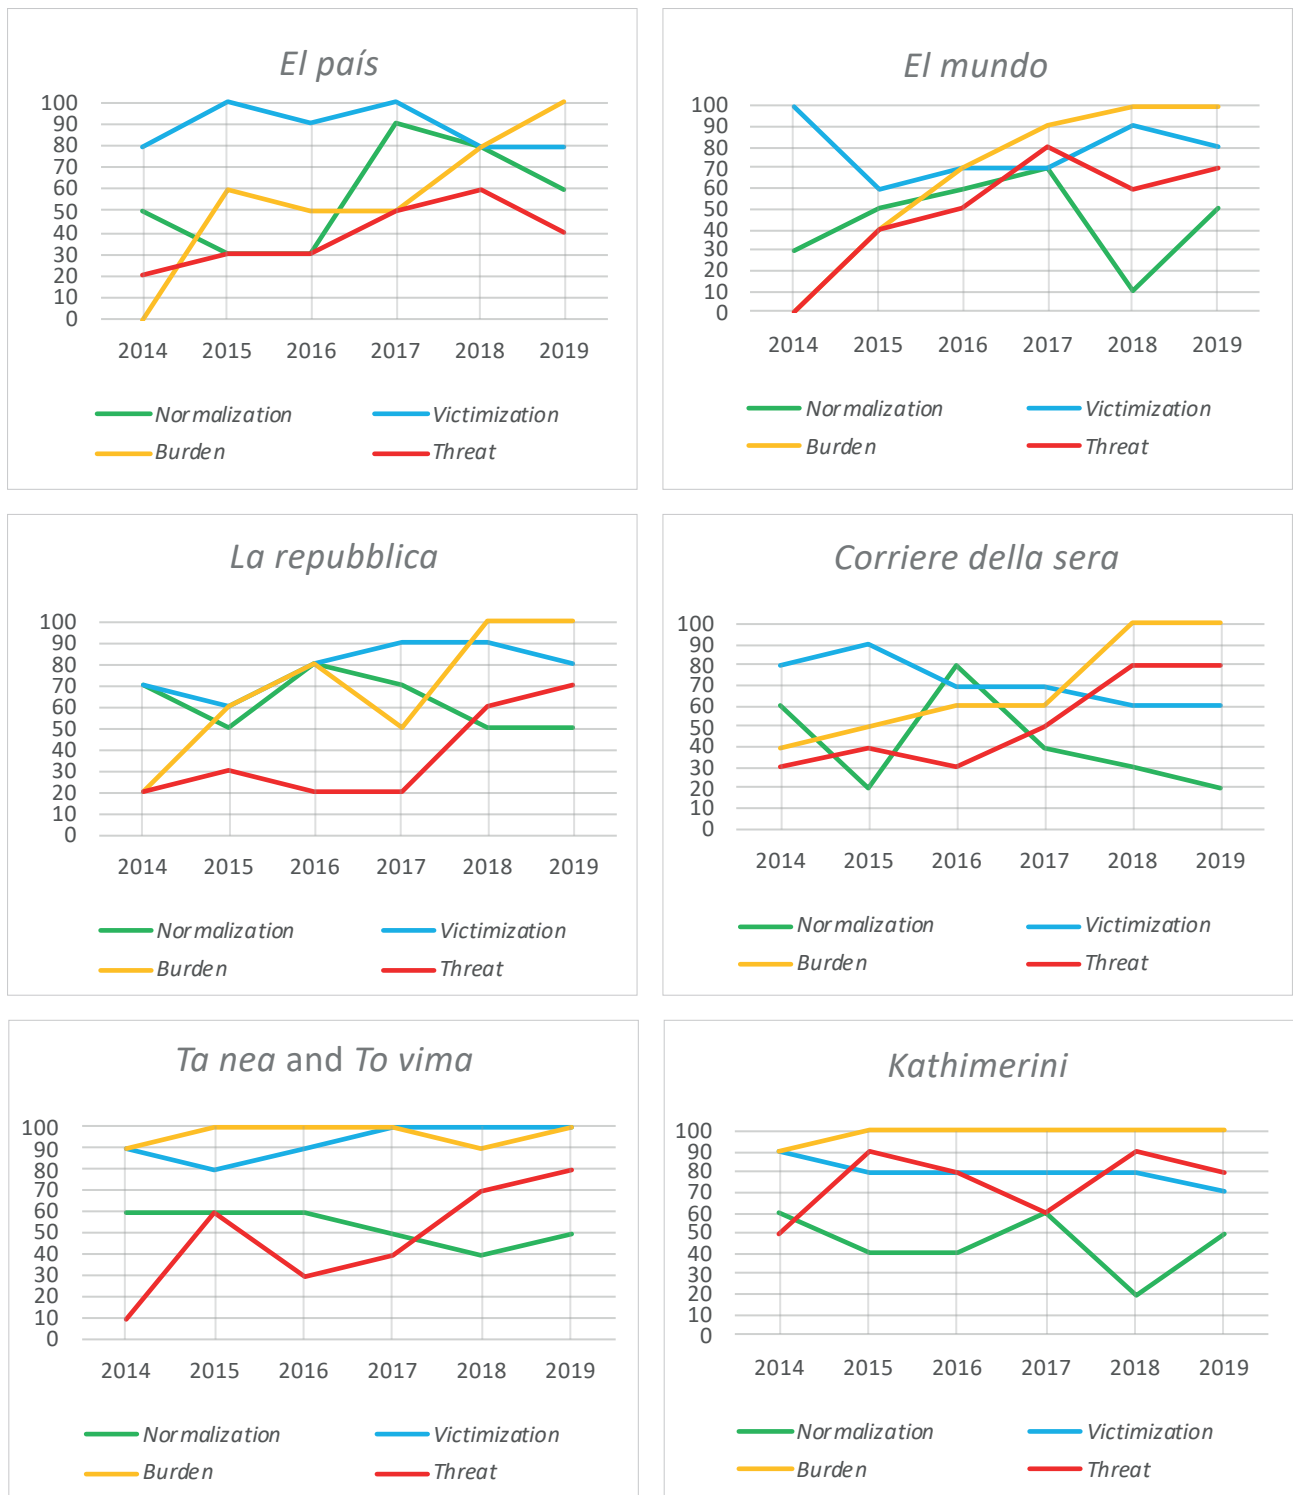 El país
100
90
80
70
60
50
40
30
20
10
0
2014 2015 2016 2017 2018 2019
Normalization Victimization
Burden Threat
El mundo
100
90
80
70
60
50
40
30
20
10
0
2014 2015 2016 2017 2018 2019
Normalization Victimization
Burden Threat
La repubblica
100
90
80
70
60
50
40
30
20
10
0
2014 2015 2016 2017 2018 2019
Normalization Victimization
Burden Threat
Corriere della sera
100
90
80
70
60
50
40
30
20
10
0
2014 2015 2016 2017 2018 2019
Normalization Victimization
Burden Threat
Ta nea and To vima
100
90
80
70
60
50
40
30
20
10
0
2014 2015 2016 2017 2018 2019
Normalization Victimization
Burden Threat
Kathimerini
100
90
80
70
60
50
40
30
20
10
0
2014 2015 2016 2017 2018 2019
Normalization Victimization
Burden Threat